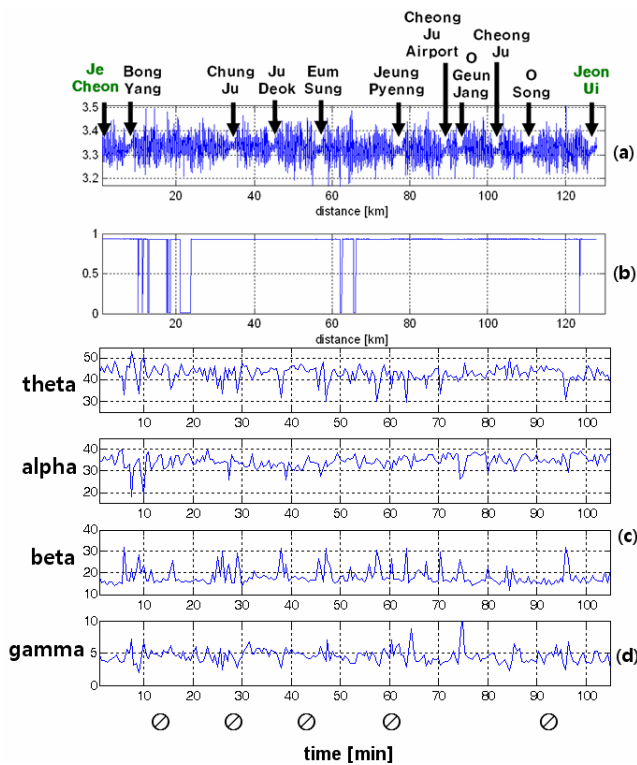 Je
Cheon
Bong
Yang
Chung
Ju
Ju
Deok
Eum
Sung
Jeung
Pyenng
Cheong
Ju
Airport
O
Geun
Jang
Cheong
Ju
O
Song
Jeon
Ui
3.5
3.4
3.3
3.2
20 40 60 80 100 120
distance [km]
(a)
1
0.5
0
20 40 60 80 100 120
distance [km]
(b)
theta
50
40
30
10 20 30 40 50 60 70 80 90 100
alpha
40
30
20
10 20 30 40 50 60 70 80 90 100
beta
40
30
20
10
10 20 30 40 50 60 70 80 90 100
(c)
gamma
10
5
0
10 20 30 40 50 60 70 80 90 100
(d)
time [min]